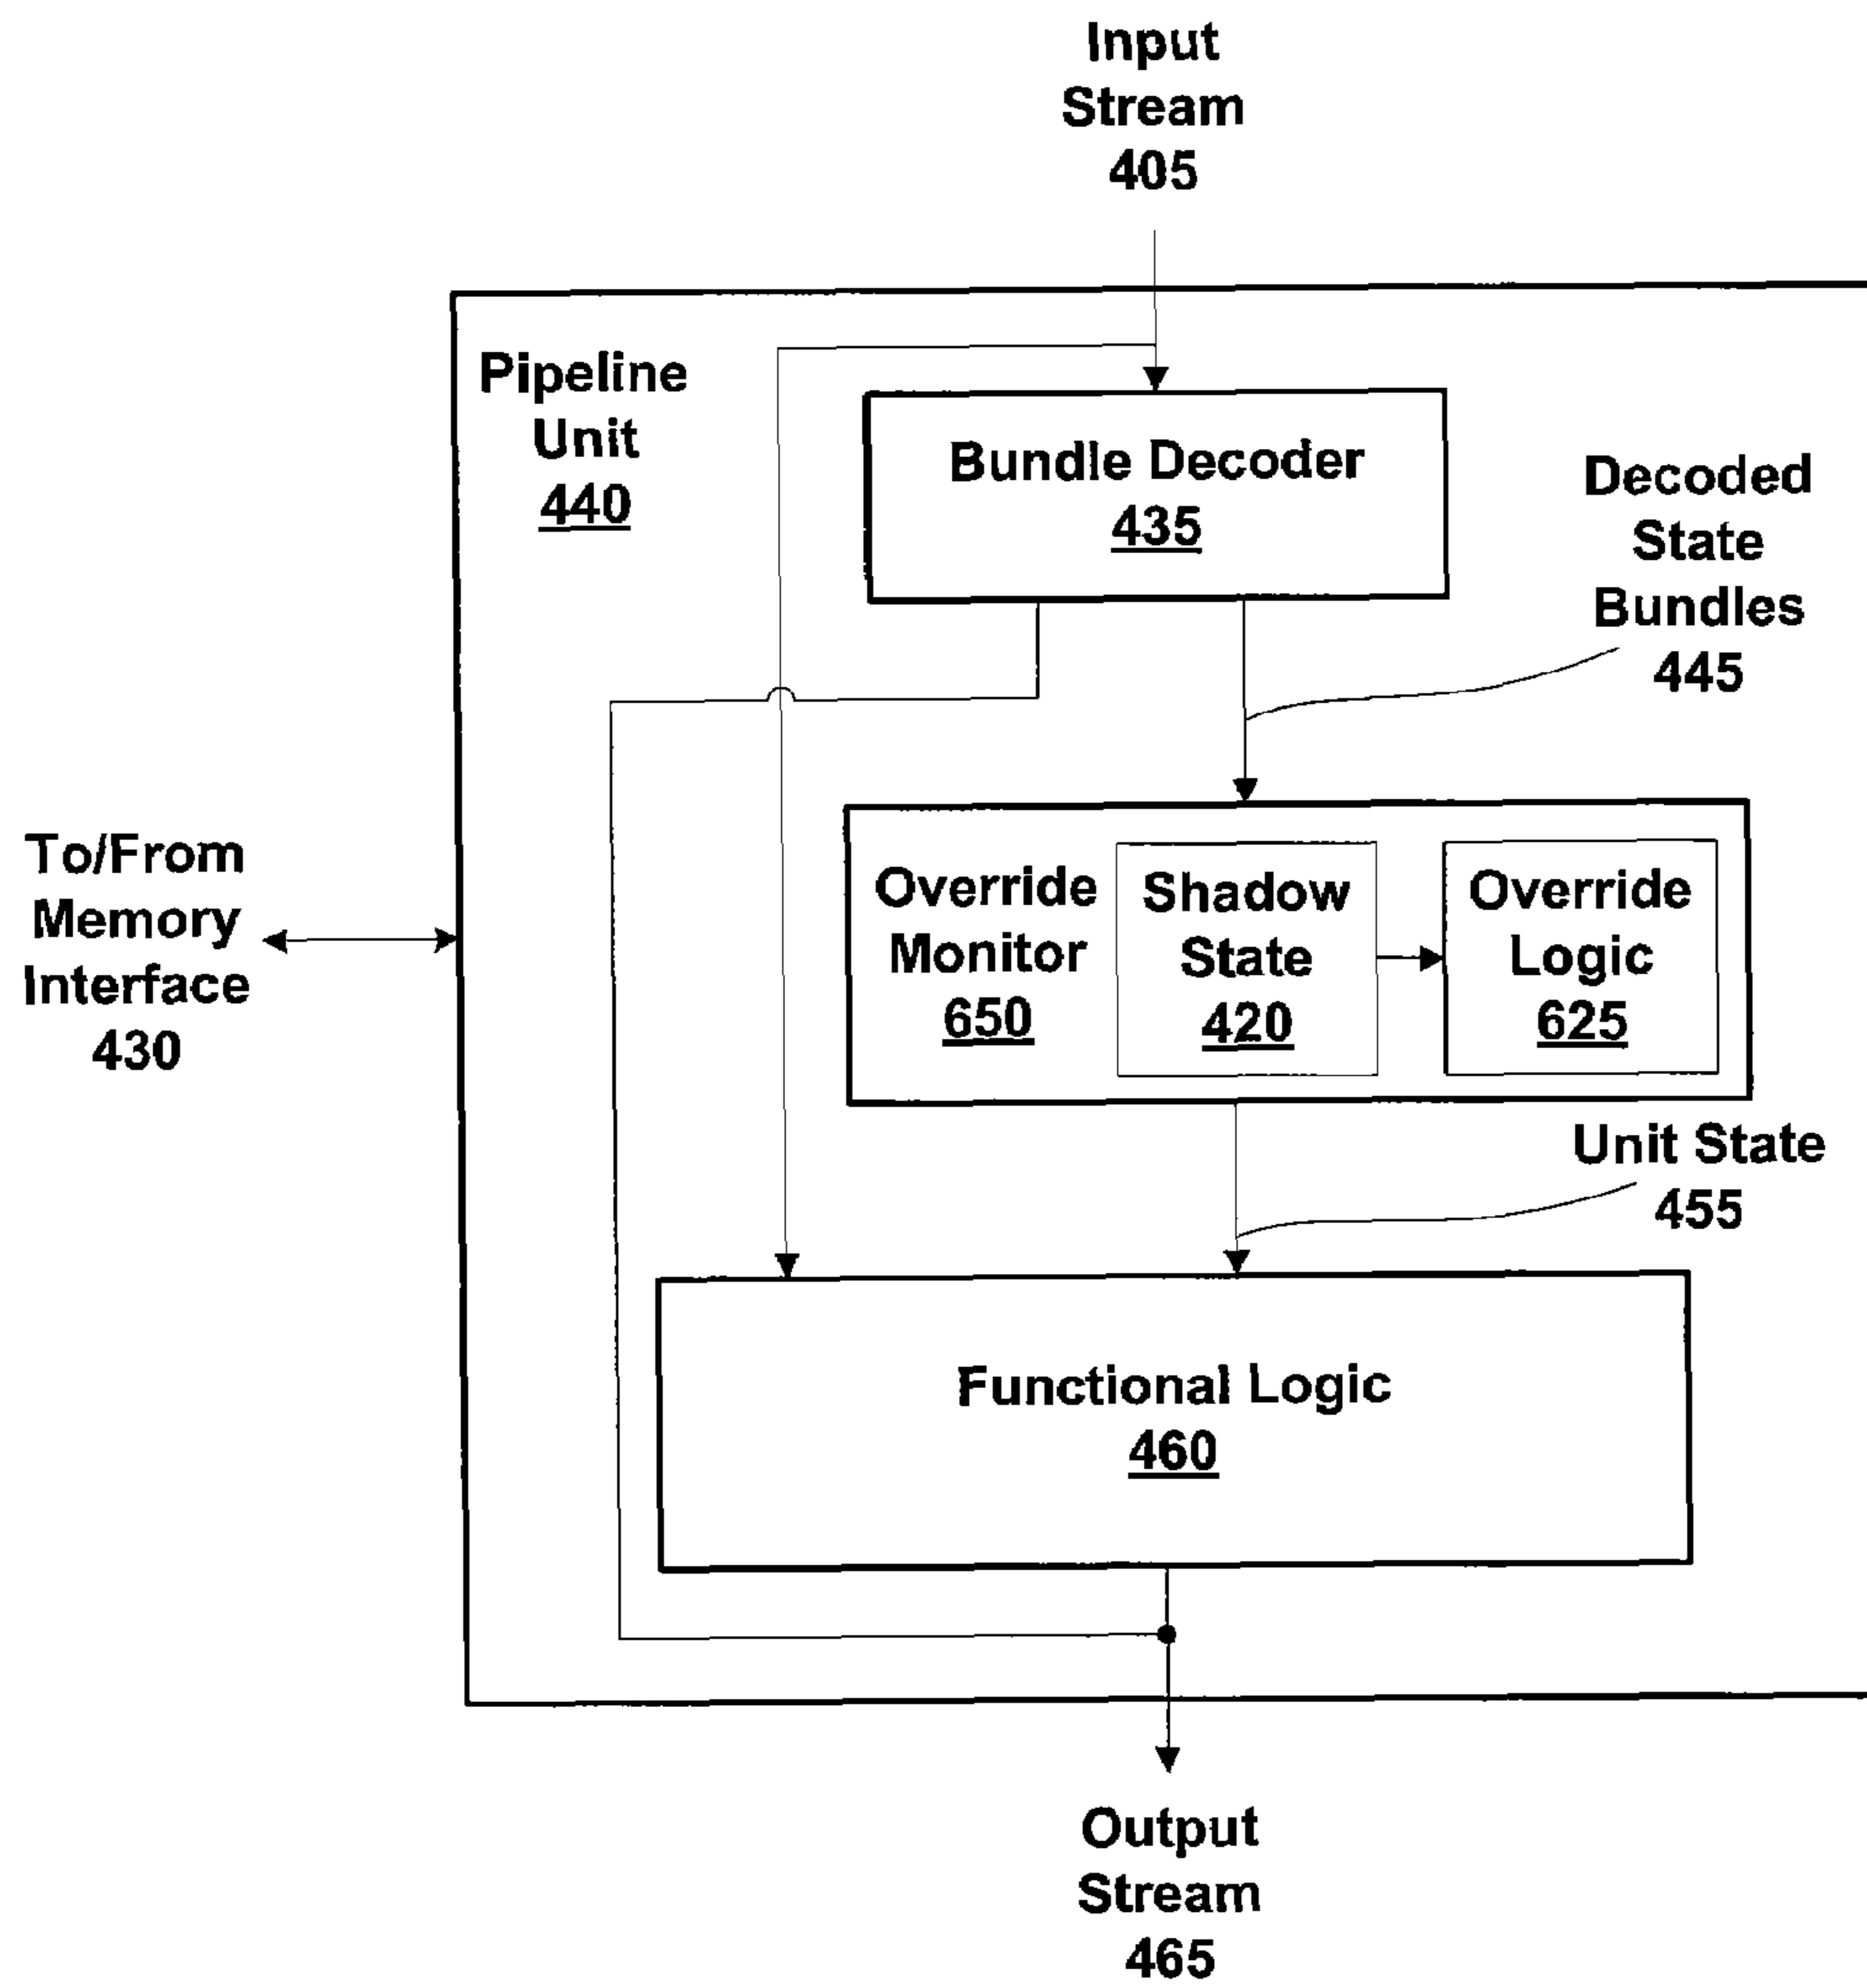 Input
Stream
405
Pipeline
Unit
440
Bundle Decoder
435
Decoded
State
Bundles
445
To/From
Memory
Interface
430
Override
Monitor
650
Shadow
State
420
Override
Logic
625
Unit State
455
Functional Logic
460
Output
Stream
465